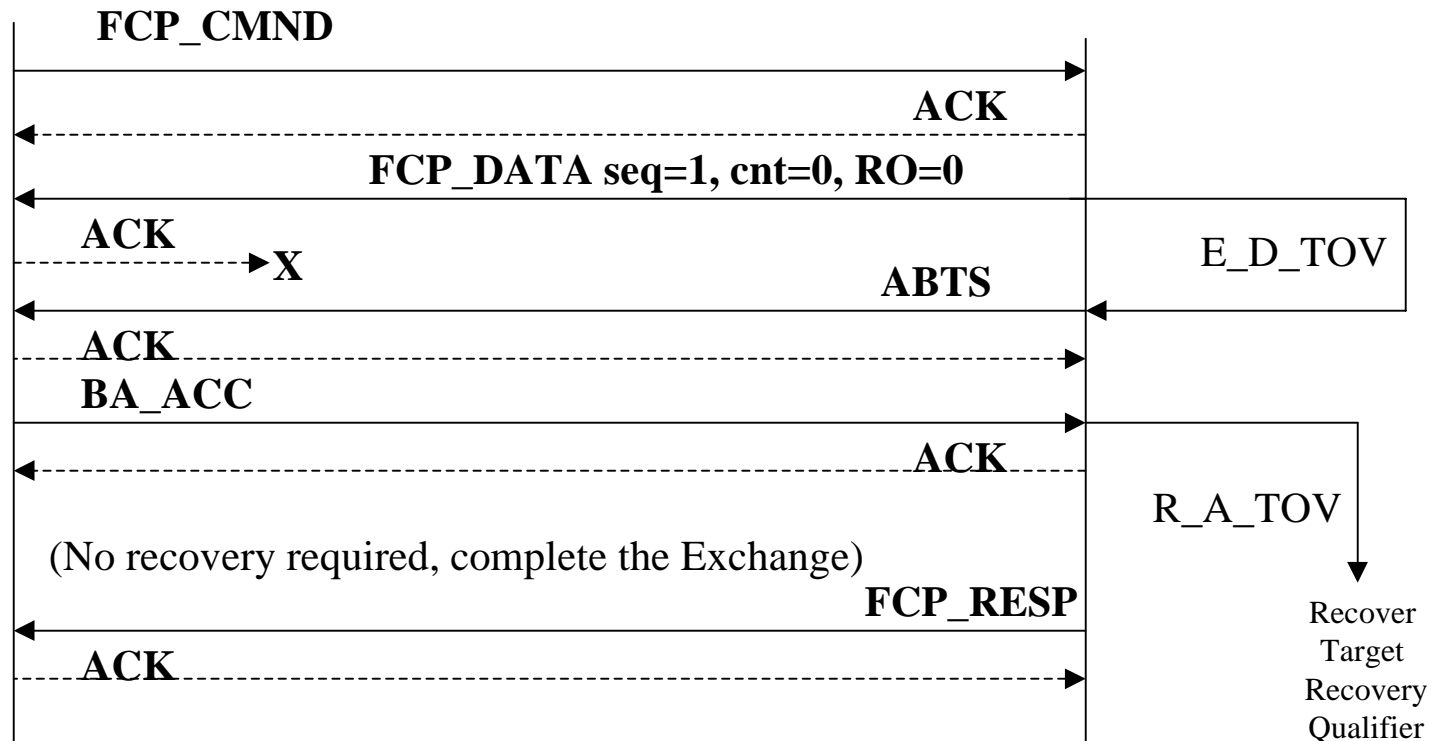 FCP_CMND
ACK
FCP_DATA seq=1, cnt=0, RO=0
ACK
X
E_D_TOV
ABTS
ACK
BA_ACC
ACK
R_A_TOV
(No recovery required, complete the Exchange)
FCP_RESP
Recover
Target
Recovery
Qualifier
ACK